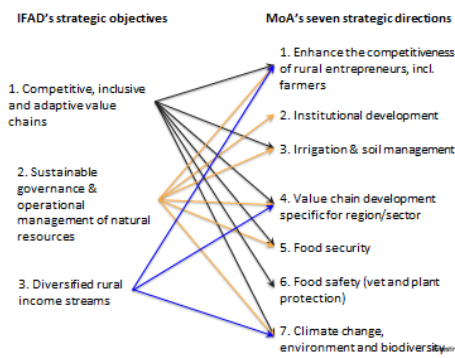 IFAD's strategic objectives
MoA's seven strategic directions
1. Competitive, inclusive
and adaptive value
chains
2. Sustainable
governance &
operational
management of natural
resources
3. Diversified rural
income streams
1. Enhance the competitiveness
of rural entrepreneurs, incl.
farmers
2. Institutional development
3. Irrigation & soil management
4. Value chain development
specific for region/sector
5. Food security
6. Food safety (vet and plant
protection)
7. Climate change,
environment and biodiversity